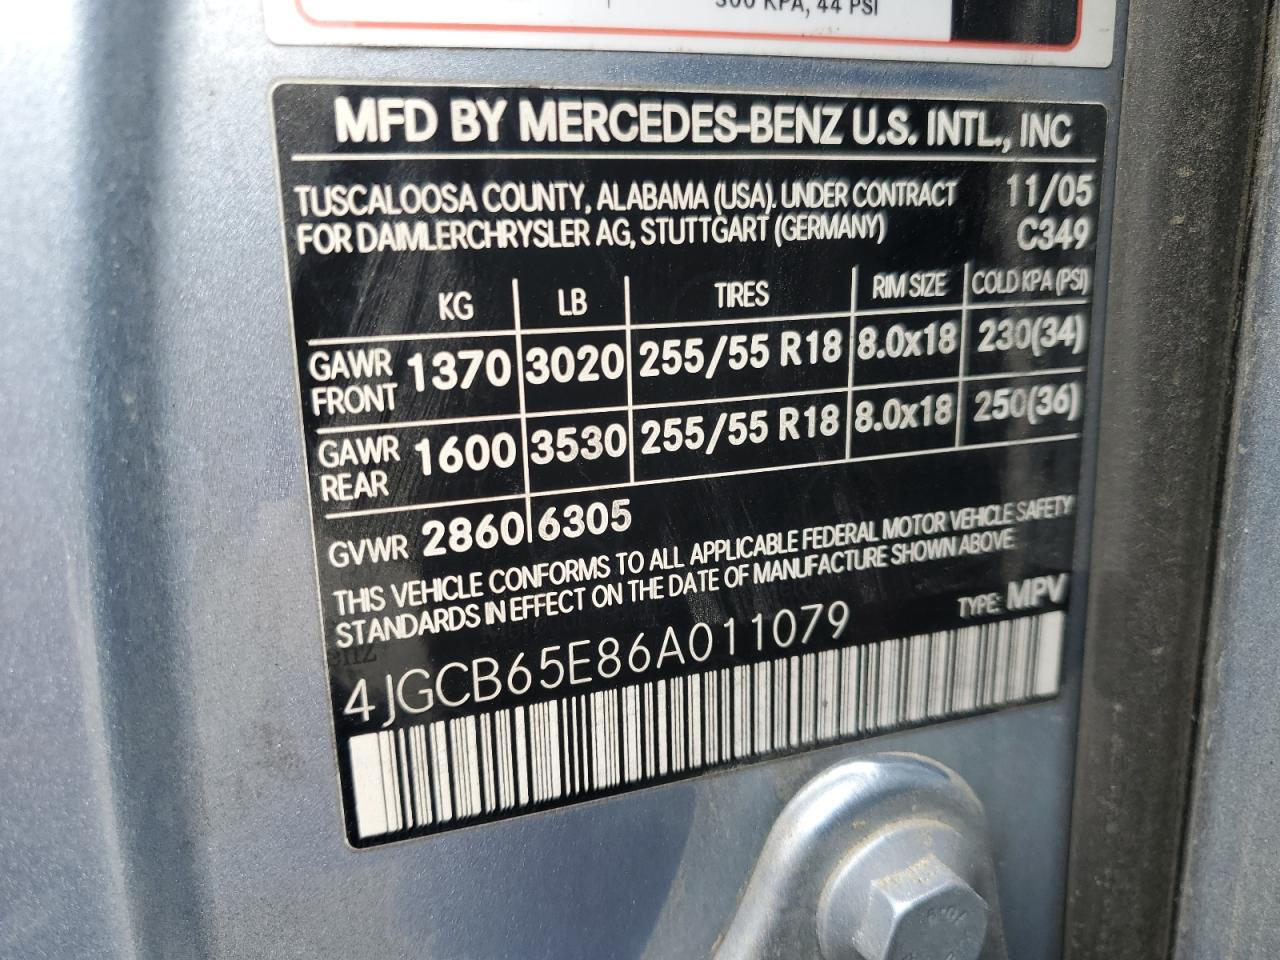 300 KPA, 44 PSI
MFD BY MERCEDES-BENZ U.S. INTL., INC
TUSCALOOSA COUNTY, ALABAMA (USA). UNDER CONTRACT 11/05
FOR DAIMLERCHRYSLER AG, STUTTGART (GERMANY) C349
KG LB TIRES RIM SIZE COLD KPA (PSI)
GAWR FRONT 1370 3020 255/55 R18 8.0x18 230(34)
GAWR REAR 1600 3530 255/55 R18 8.0x18 250(36)
GVWR 2860 6305
THIS VEHICLE CONFORMS TO ALL APPLICABLE FEDERAL MOTOR VEHICLE SAFETY
STANDARDS IN EFFECT ON THE DATE OF MANUFACTURE SHOWN ABOVE
4JGCB65E86A011079 TYPE: MPV